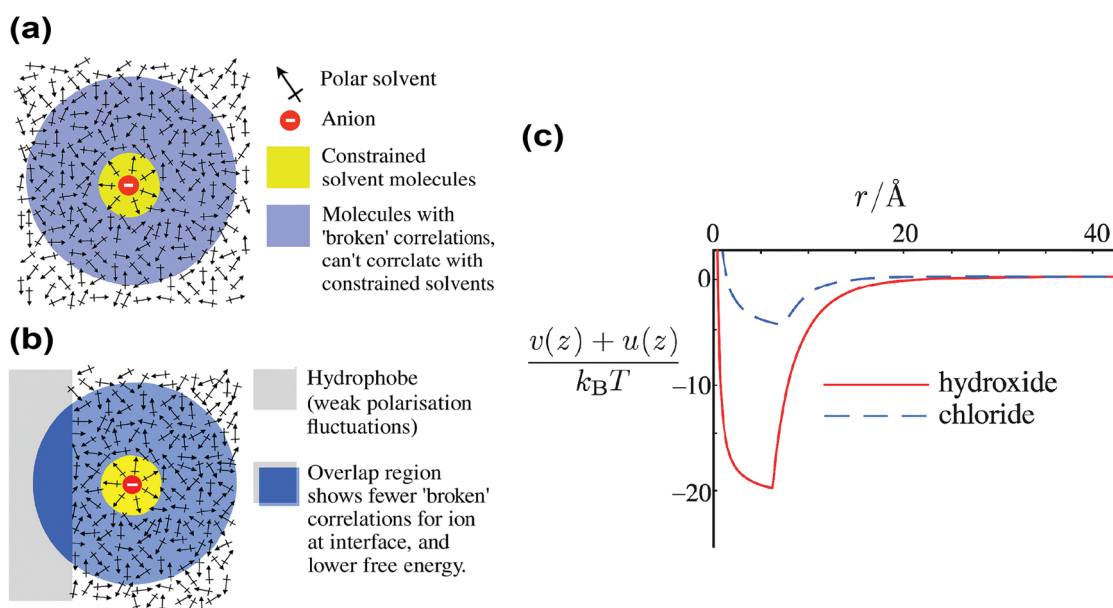 (a)
Polar solvent
Anion
Constrained
solvent molecules
Molecules with
'broken' correlations,
can't correlate with
constrained solvents
(b)
Hydrophobe
(weak polarisation
fluctuations)
Overlap region
shows fewer 'broken'
correlations for ion
at interface, and
lower free energy.
(c)
r/Å
0 20 40
0
−10
−20
v(z) + u(z)
k_BT
hydroxide
chloride